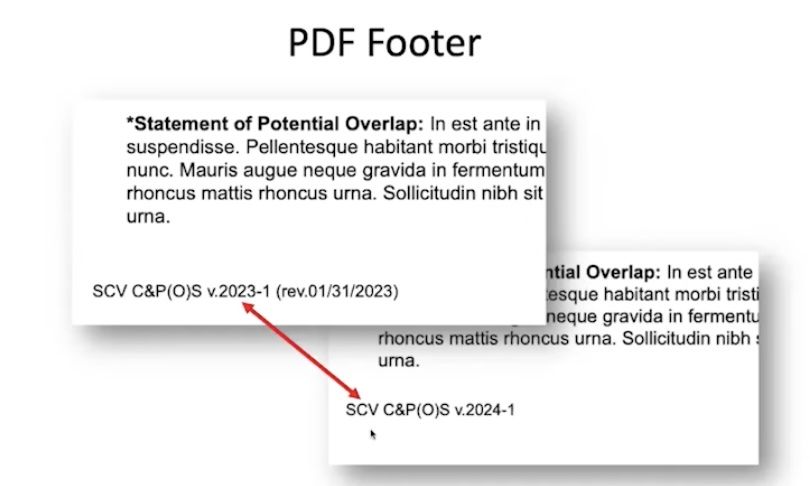 PDF Footer
*Statement of Potential Overlap: In est ante in
suspendisse. Pellentesque habitant morbi tristiqu
nunc. Mauris augue neque gravida in fermentum
rhoncus mattis rhoncus urna. Sollicitudin nibh sit
urna.
SCV C&P(O)S v.2023-1 (rev.01/31/2023)
ntial Overlap: In est ante
esque habitant morbi tristi
neque gravida in fermentu
rhoncus mattis rhoncus urna. Sollicitudin nibh
urna.
SCV C&P(O)S v.2024-1